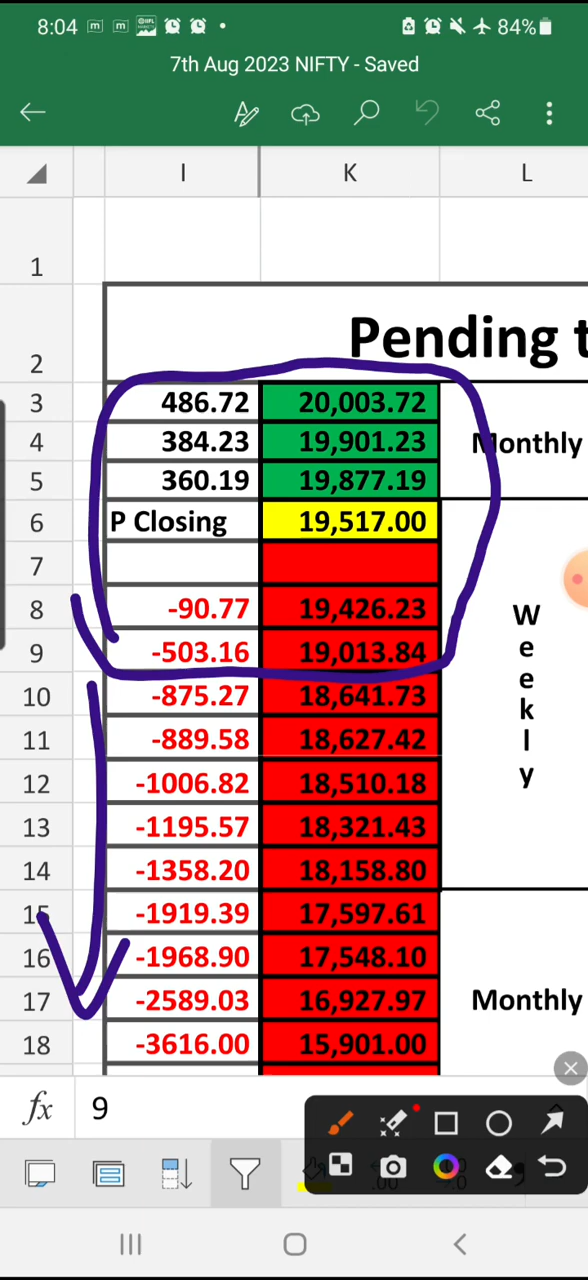 8:04 m m IIFL 84%
7th Aug 2023 NIFTY - Saved
I K L
1
2 Pending t
3 486.72 20,003.72
4 384.23 19,901.23 Monthly
5 360.19 19,877.19
6 P Closing 19,517.00
7
8 -90.77 19,426.23
9 -503.16 19,013.84
10 -875.27 18,641.73
11 -889.58 18,627.42
12 -1006.82 18,510.18
13 -1195.57 18,321.43
14 -1358.20 18,158.80
15 -1919.39 17,597.61
16 -1968.90 17,548.10
17 -2589.03 16,927.97 Monthly
18 -3616.00 15,901.00
Weekly
fx 9